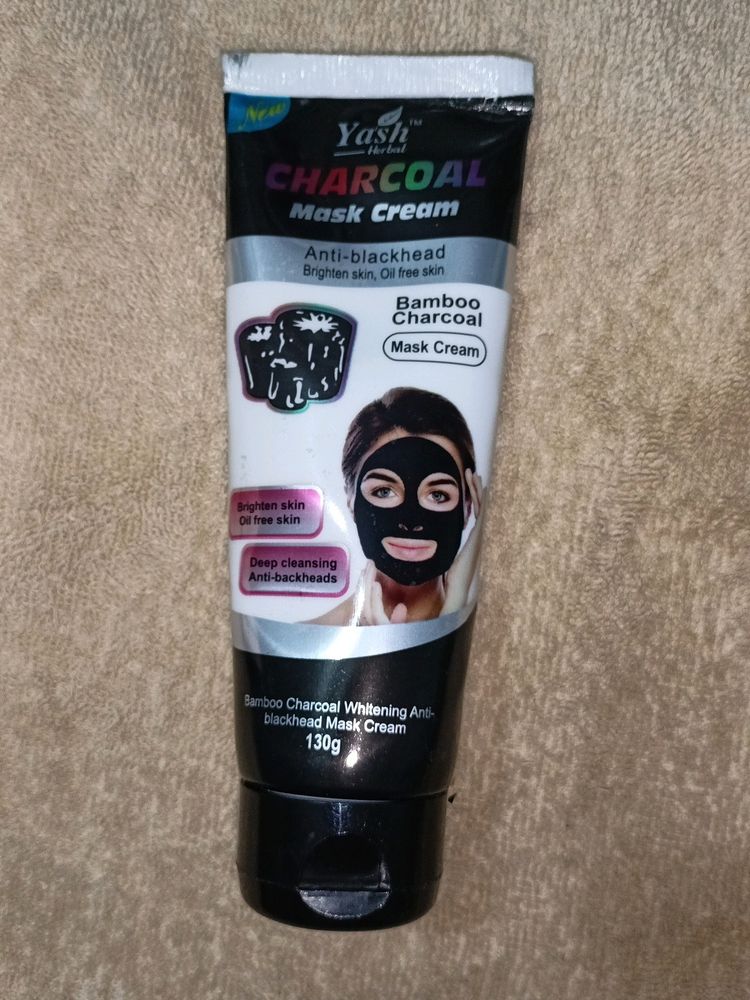 New
Yash™
Herbal
CHARCOAL
Mask Cream
Anti-blackhead
Brighten skin, Oil free skin
Bamboo
Charcoal
Mask Cream
Brighten skin
Oil free skin
Deep cleansing
Anti-backheads
Bamboo Charcoal Whitening Anti-
blackhead Mask Cream
130g